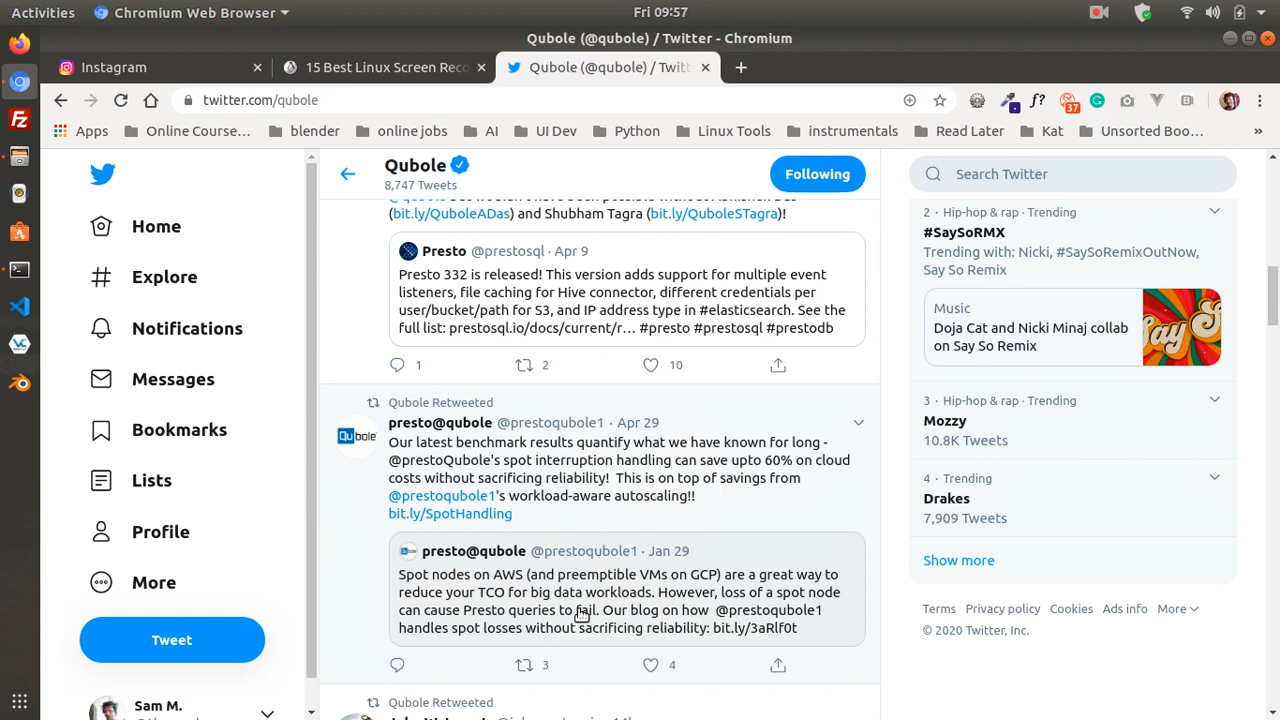 Activities
Chromium Web Browser
Fri 09:57
Qubole (@qubole) / Twitter - Chromium
Instagram
15 Best Linux Screen Reco
Qubole (@qubole) / Twitt
twitter.com/qubole
f?
37
Apps
Online Course…
blender
online jobs
AI
UI Dev
Python
Linux Tools
instrumentals
Read Later
Kat
Unsorted Boo…
»
Home
Explore
Notifications
Messages
Bookmarks
Lists
Profile
More
Tweet
Sam M.
Qubole
8,747 Tweets
Following
(bit.ly/QuboleADas) and Shubham Tagra (bit.ly/QuboleSTagra)!
Presto @prestosql · Apr 9
Presto 332 is released! This version adds support for multiple event
listeners, file caching for Hive connector, different credentials per
user/bucket/path for S3, and IP address type in #elasticsearch. See the
full list: prestosql.io/docs/current/r… #presto #prestosql #prestodb
1
2
10
Qubole Retweeted
Qubole
presto@qubole @prestoqubole1 · Apr 29
Our latest benchmark results quantify what we have known for long -
@prestoQubole's spot interruption handling can save upto 60% on cloud
costs without sacrificing reliability! This is on top of savings from
@prestoqubole1's workload-aware autoscaling!!
bit.ly/SpotHandling
presto@qubole @prestoqubole1 · Jan 29
Spot nodes on AWS (and preemptible VMs on GCP) are a great way to
reduce your TCO for big data workloads. However, loss of a spot node
can cause Presto queries to fail. Our blog on how @prestoqubole1
handles spot losses without sacrificing reliability: bit.ly/3aRlf0t
3
4
Qubole Retweeted
Search Twitter
2 · Hip-hop & rap · Trending
#SaySoRMX
Trending with: Nicki, #SaySoRemixOutNow,
Say So Remix
Music
Doja Cat and Nicki Minaj collab
on Say So Remix
3 · Hip-hop & rap · Trending
Mozzy
10.8K Tweets
4 · Trending
Drakes
7,909 Tweets
Show more
Terms Privacy policy Cookies Ads info More
© 2020 Twitter, Inc.